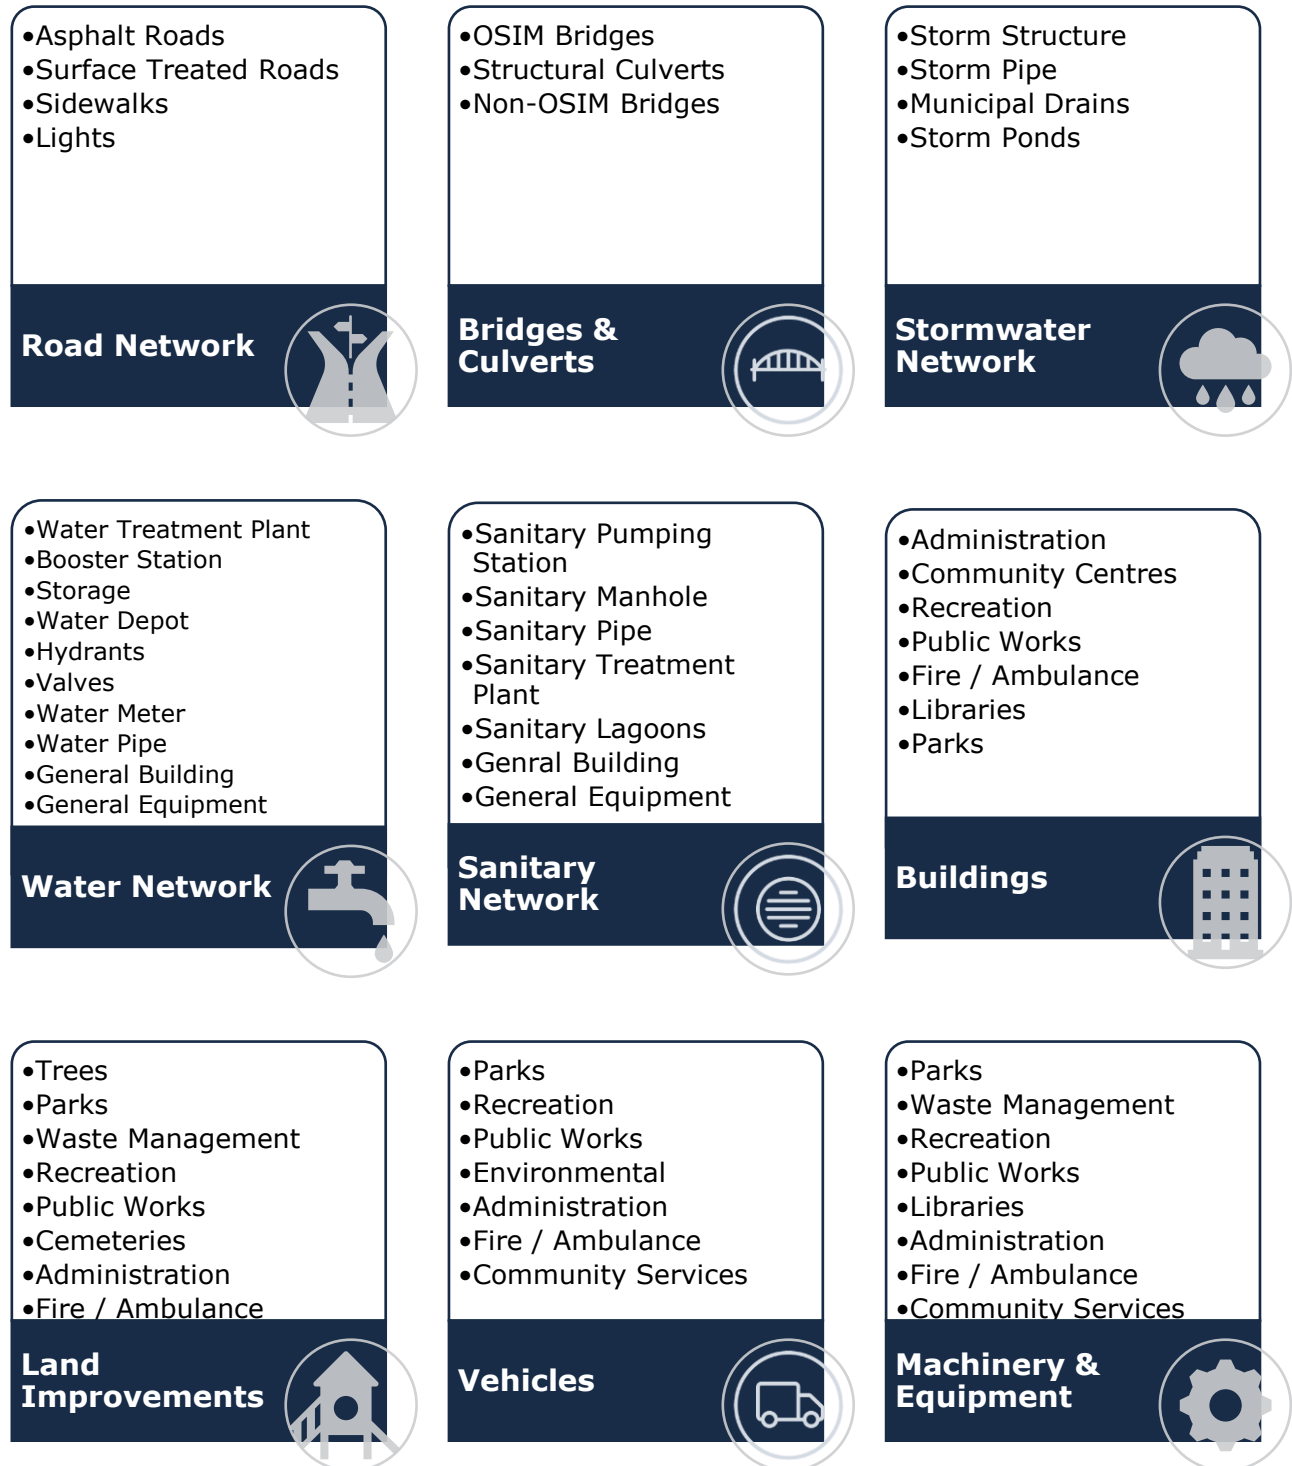 •Asphalt Roads
•Surface Treated Roads
•Sidewalks
•Lights
Road Network
•OSIM Bridges
•Structural Culverts
•Non-OSIM Bridges
Bridges &
Culverts
•Storm Structure
•Storm Pipe
•Municipal Drains
•Storm Ponds
Stormwater
Network
•Water Treatment Plant
•Booster Station
•Storage
•Water Depot
•Hydrants
•Valves
•Water Meter
•Water Pipe
•General Building
•General Equipment
Water Network
•Sanitary Pumping
Station
•Sanitary Manhole
•Sanitary Pipe
•Sanitary Treatment
Plant
•Sanitary Lagoons
•Genral Building
•General Equipment
Sanitary
Network
•Administration
•Community Centres
•Recreation
•Public Works
•Fire / Ambulance
•Libraries
•Parks
Buildings
•Trees
•Parks
•Waste Management
•Recreation
•Public Works
•Cemeteries
•Administration
•Fire / Ambulance
Land
Improvements
•Parks
•Recreation
•Public Works
•Environmental
•Administration
•Fire / Ambulance
•Community Services
Vehicles
•Parks
•Waste Management
•Recreation
•Public Works
•Libraries
•Administration
•Fire / Ambulance
•Community Services
Machinery &
Equipment